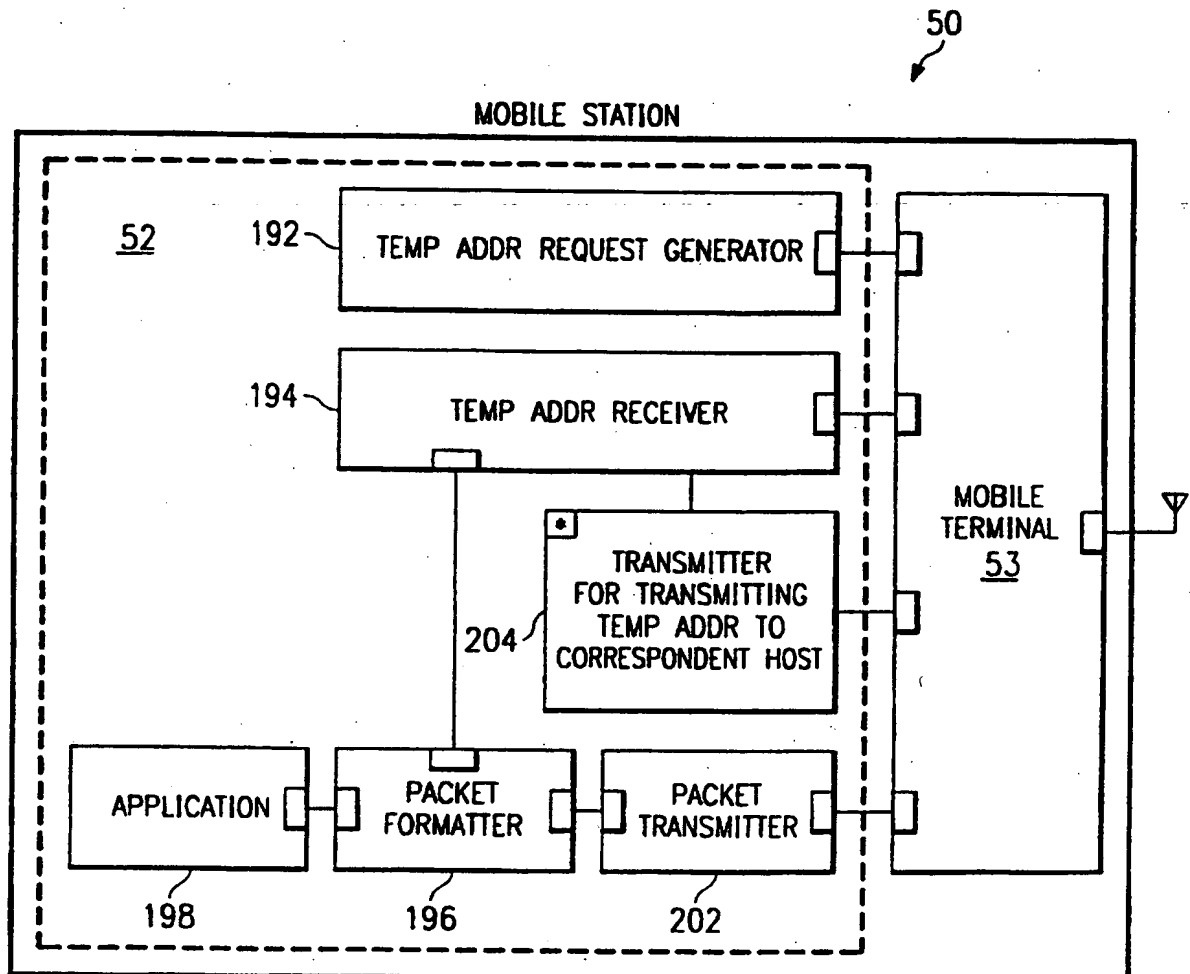 50
MOBILE STATION
52
192
TEMP ADDR REQUEST GENERATOR
194
TEMP ADDR RECEIVER
*
TRANSMITTER
FOR TRANSMITTING
TEMP ADDR TO
CORRESPONDENT HOST
204
MOBILE
TERMINAL
53
APPLICATION
PACKET
FORMATTER
PACKET
TRANSMITTER
198
196
202